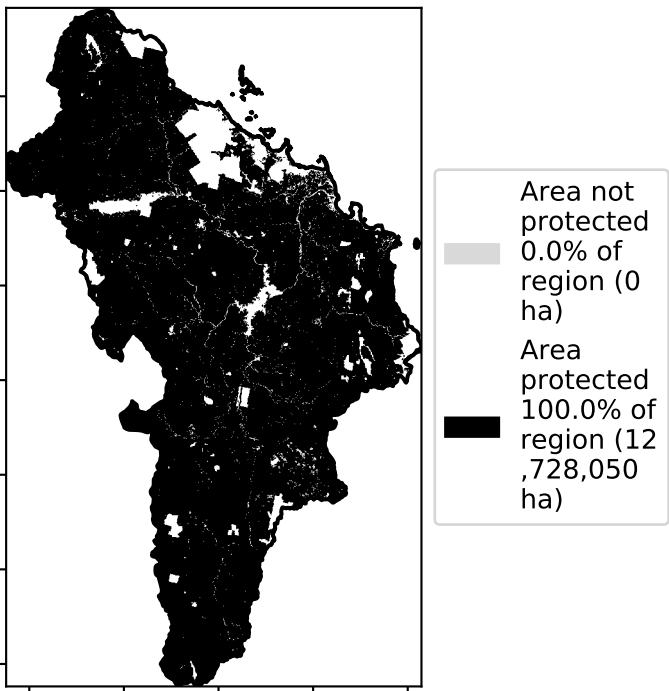 Area not
protected
0.0% of
region (0
ha)
Area
protected
100.0% of
region (12
,728,050
ha)